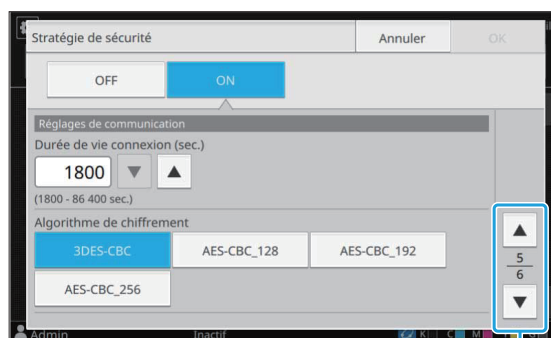 Stratégie de sécurité Annuler OK
OFF ON
Réglages de communication
Durée de vie connexion (sec.)
1800
(1800 - 86 400 sec.)
Algorithme de chiffrement
3DES-CBC AES-CBC_128 AES-CBC_192
AES-CBC_256
5
6
Admin Inactif K C M